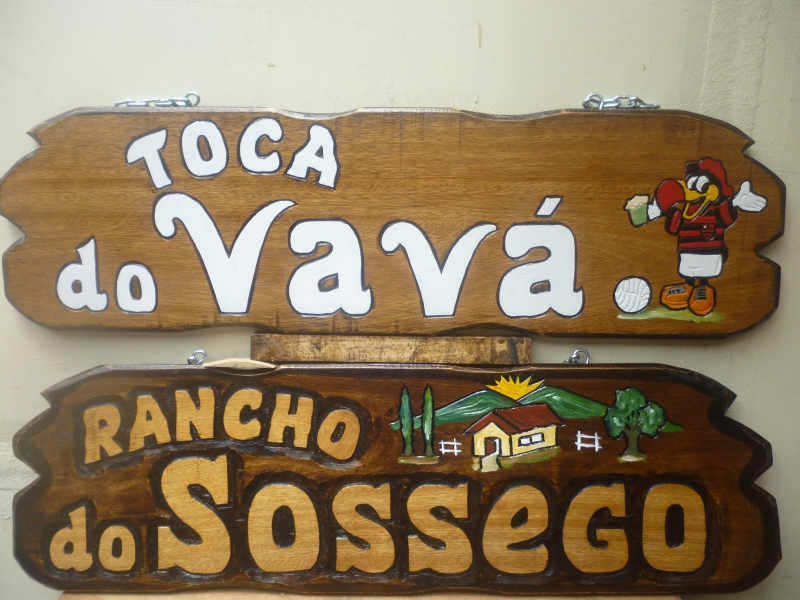 TOCA
do Vavá
RANCHO
do Sossego